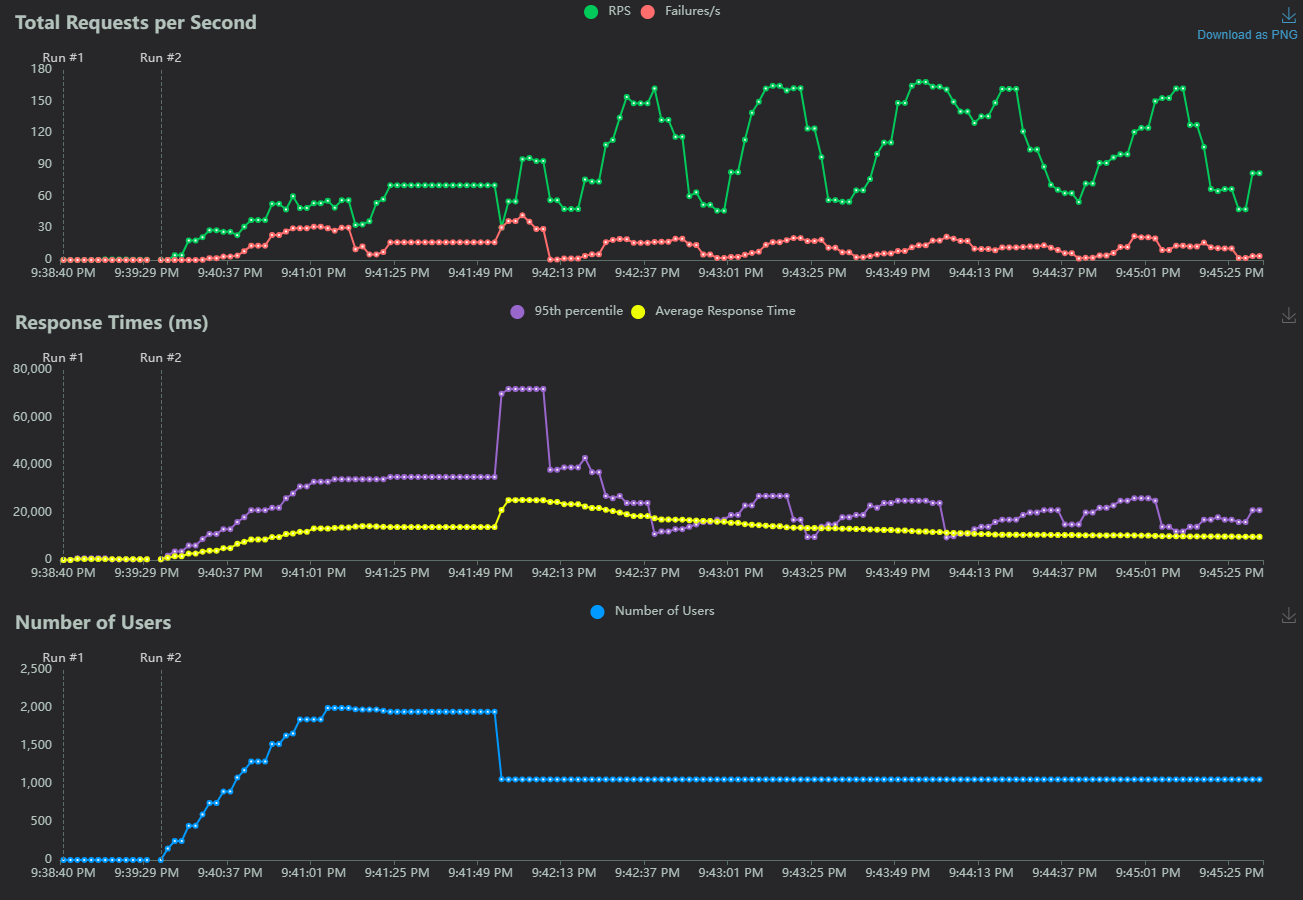 Total Requests per Second
RPS Failures/s
Download as PNG
Run #1 Run #2
180
150
120
90
60
30
0
9:38:40 PM 9:39:29 PM 9:40:37 PM 9:41:01 PM 9:41:25 PM 9:41:49 PM 9:42:13 PM 9:42:37 PM 9:43:01 PM 9:43:25 PM 9:43:49 PM 9:44:13 PM 9:44:37 PM 9:45:01 PM 9:45:25 PM
Response Times (ms)
95th percentile Average Response Time
Run #1 Run #2
80,000
60,000
40,000
20,000
0
9:38:40 PM 9:39:29 PM 9:40:37 PM 9:41:01 PM 9:41:25 PM 9:41:49 PM 9:42:13 PM 9:42:37 PM 9:43:01 PM 9:43:25 PM 9:43:49 PM 9:44:13 PM 9:44:37 PM 9:45:01 PM 9:45:25 PM
Number of Users
Number of Users
Run #1 Run #2
2,500
2,000
1,500
1,000
500
0
9:38:40 PM 9:39:29 PM 9:40:37 PM 9:41:01 PM 9:41:25 PM 9:41:49 PM 9:42:13 PM 9:42:37 PM 9:43:01 PM 9:43:25 PM 9:43:49 PM 9:44:13 PM 9:44:37 PM 9:45:01 PM 9:45:25 PM